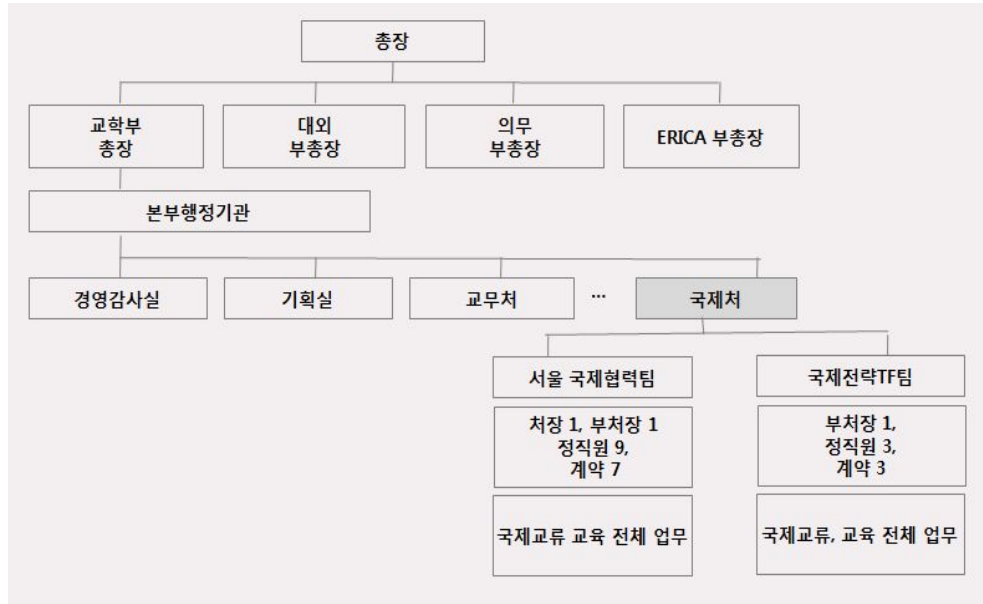 총장
교학부
총장
대외
부총장
의무
부총장
ERICA 부총장
본부행정기관
경영감사실
기획실
교무처
...
국제처
서울 국제협력팀
국제전략TF팀
처장 1, 부처장 1
정직원 9,
계약 7
부처장 1,
정직원 3,
계약 3
국제교류 교육 전체 업무
국제교류, 교육 전체 업무